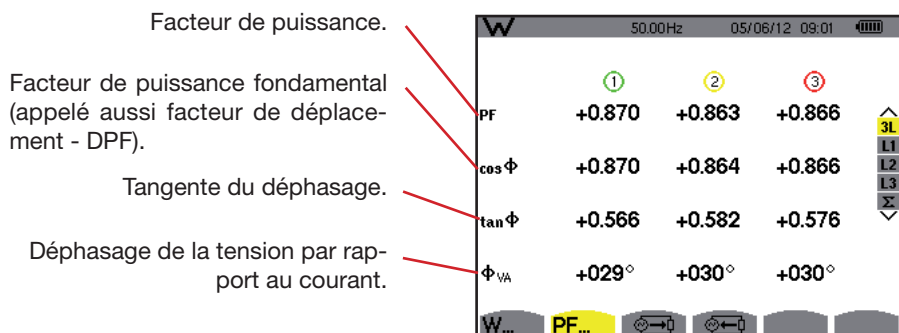 Facteur de puissance.
Facteur de puissance fondamental
(appelé aussi facteur de déplace-
ment - DPF).
Tangente du déphasage.
Déphasage de la tension par rap-
port au courant.
W 50.00Hz 05/06/12 09:01
1 2 3
PF +0.870 +0.863 +0.866
cos Φ +0.870 +0.864 +0.866
tan Φ +0.566 +0.582 +0.576
Φ VA +029° +030° +030°
3L
L1
L2
L3
Σ
W... PF...